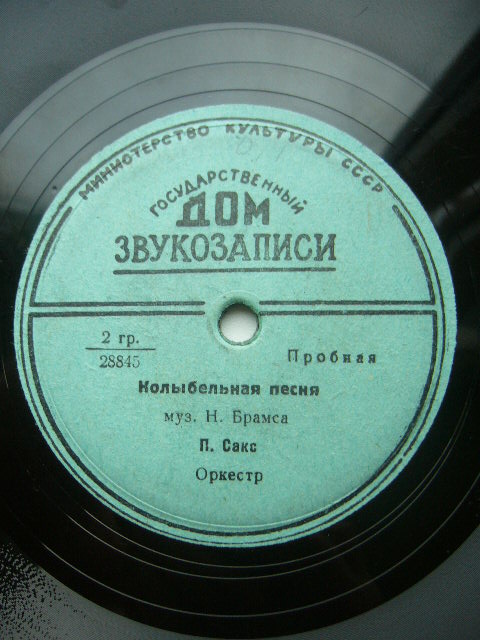 МИНИСТЕРСТВО КУЛЬТУРЫ СССР
ГОСУДАРСТВЕННЫЙ
ДОМ
ЗВУКОЗАПИСИ
2 гр.
28845
Пробная
Колыбельная песня
муз. Н. Брамса
П. Сакс
Оркестр